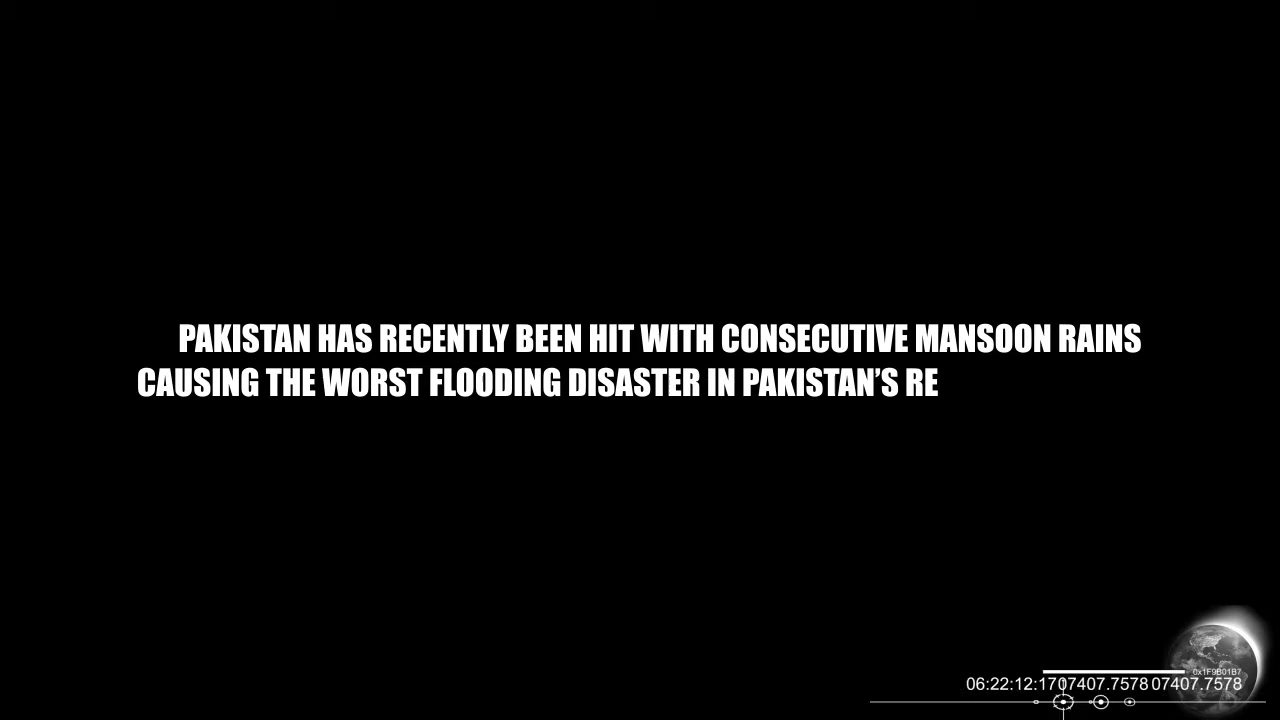 PAKISTAN HAS RECENTLY BEEN HIT WITH CONSECUTIVE MANSOON RAINS
CAUSING THE WORST FLOODING DISASTER IN PAKISTAN’S RE
0x1F9B01B7
06:22:12:1707407.7578 07407.7578